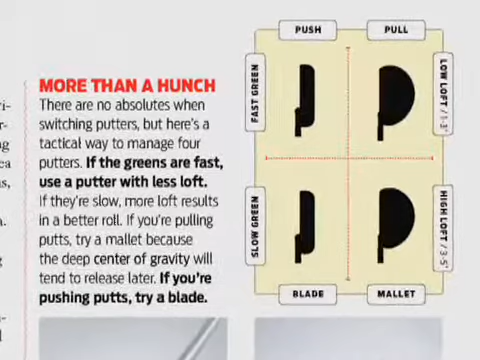 MORE THAN A HUNCH
There are no absolutes when
switching putters, but here's a
tactical way to manage four
putters. If the greens are fast,
use a putter with less loft.
If they're slow, more loft results
in a better roll. If you're pulling
putts, try a mallet because
the deep center of gravity will
tend to release later. If you're
pushing putts, try a blade.
PUSH
PULL
FAST GREEN
LOW LOFT / 1-3°
SLOW GREEN
HIGH LOFT / 3-5°
BLADE
MALLET